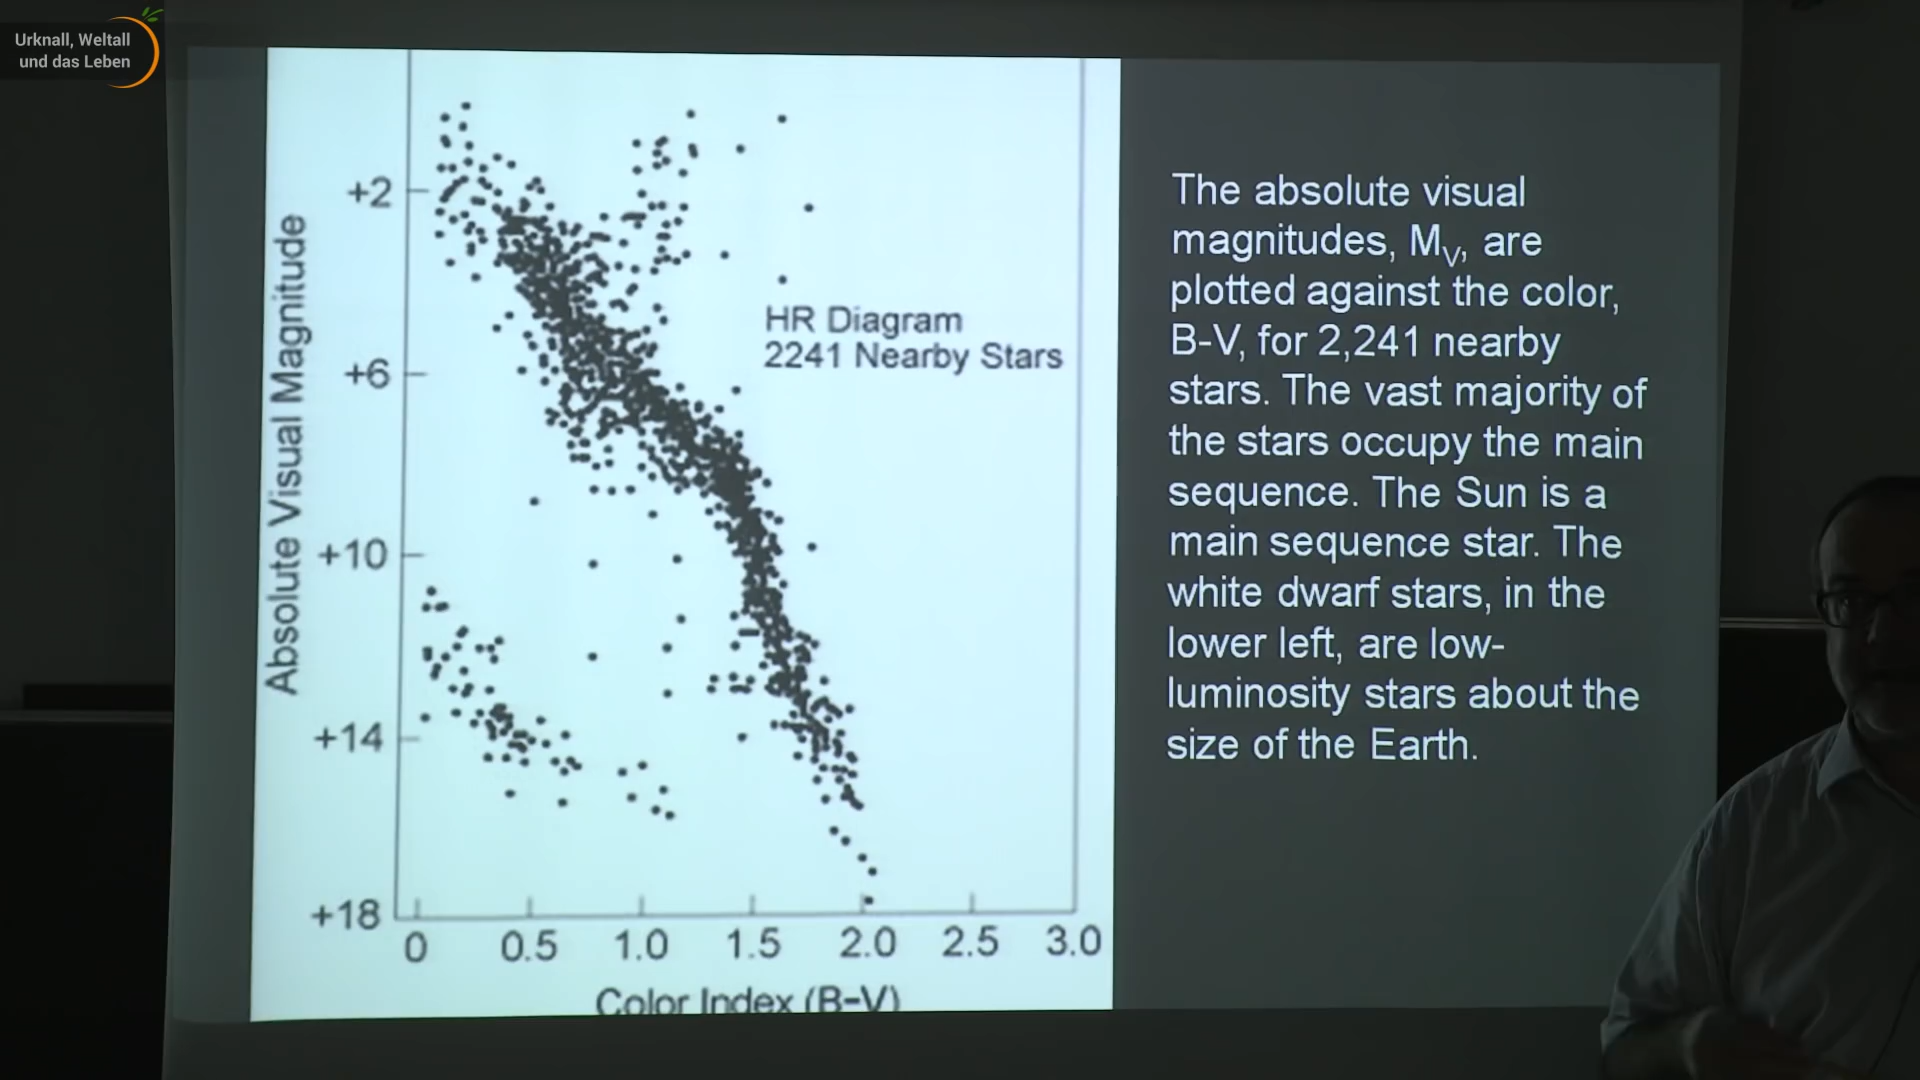 Urknall, Weltall
und das Leben
Absolute Visual Magnitude
+2
+6
+10
+14
+18
HR Diagram
2241 Nearby Stars
0 0.5 1.0 1.5 2.0 2.5 3.0
Color Index (B-V)
The absolute visual
magnitudes, MV, are
plotted against the color,
B-V, for 2,241 nearby
stars. The vast majority of
the stars occupy the main
sequence. The Sun is a
main sequence star. The
white dwarf stars, in the
lower left, are low-
luminosity stars about the
size of the Earth.